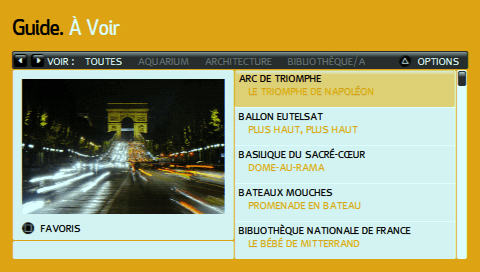 Guide. À Voir
VOIR : TOUTES AQUARIUM ARCHITECTURE BIBLIOTHÈQUE/A OPTIONS
ARC DE TRIOMPHE
LE TRIOMPHE DE NAPOLÉON
BALLON EUTELSAT
PLUS HAUT, PLUS HAUT
BASILIQUE DU SACRÉ-CŒUR
DOME-AU-RAMA
BATEAUX MOUCHES
PROMENADE EN BATEAU
BIBLIOTHÈQUE NATIONALE DE FRANCE
LE BÉBÉ DE MITTERRAND
FAVORIS